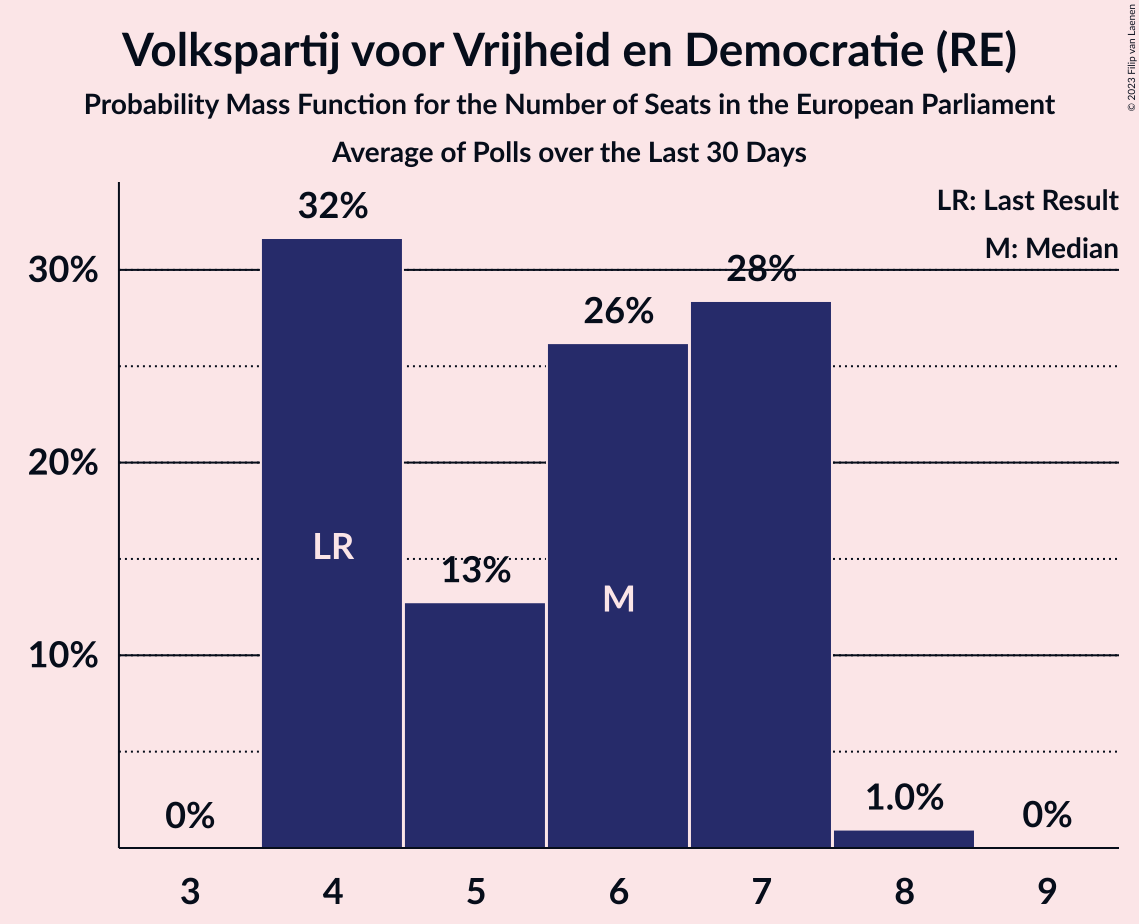 Volkspartij voor Vrijheid en Democratie (RE)
Probability Mass Function for the Number of Seats in the European Parliament
Average of Polls over the Last 30 Days
© 2023 Filip van Laenen
LR: Last Result
M: Median
32%
28%
30%
26%
20%
LR
13%
M
10%
1.0%
0%
0%
3 4 5 6 7 8 9